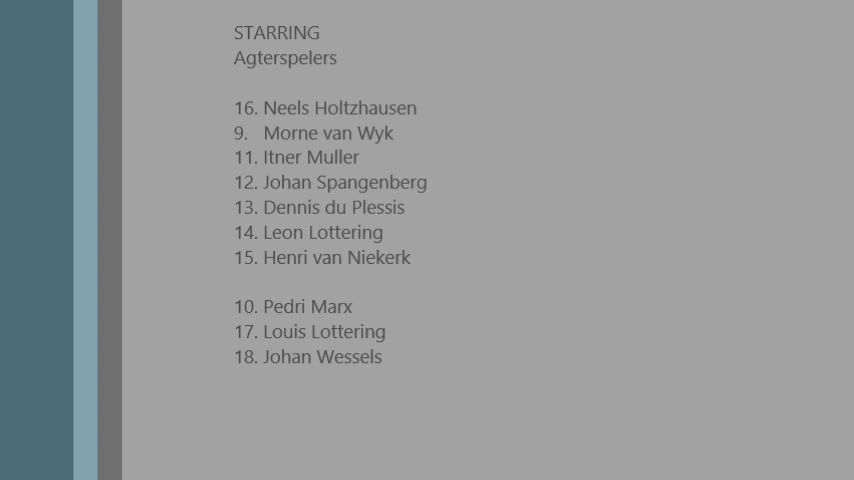 STARRING
Agterspelers
16. Neels Holtzhausen
9. Morne van Wyk
11. Itner Muller
12. Johan Spangenberg
13. Dennis du Plessis
14. Leon Lottering
15. Henri van Niekerk
10. Pedri Marx
17. Louis Lottering
18. Johan Wessels